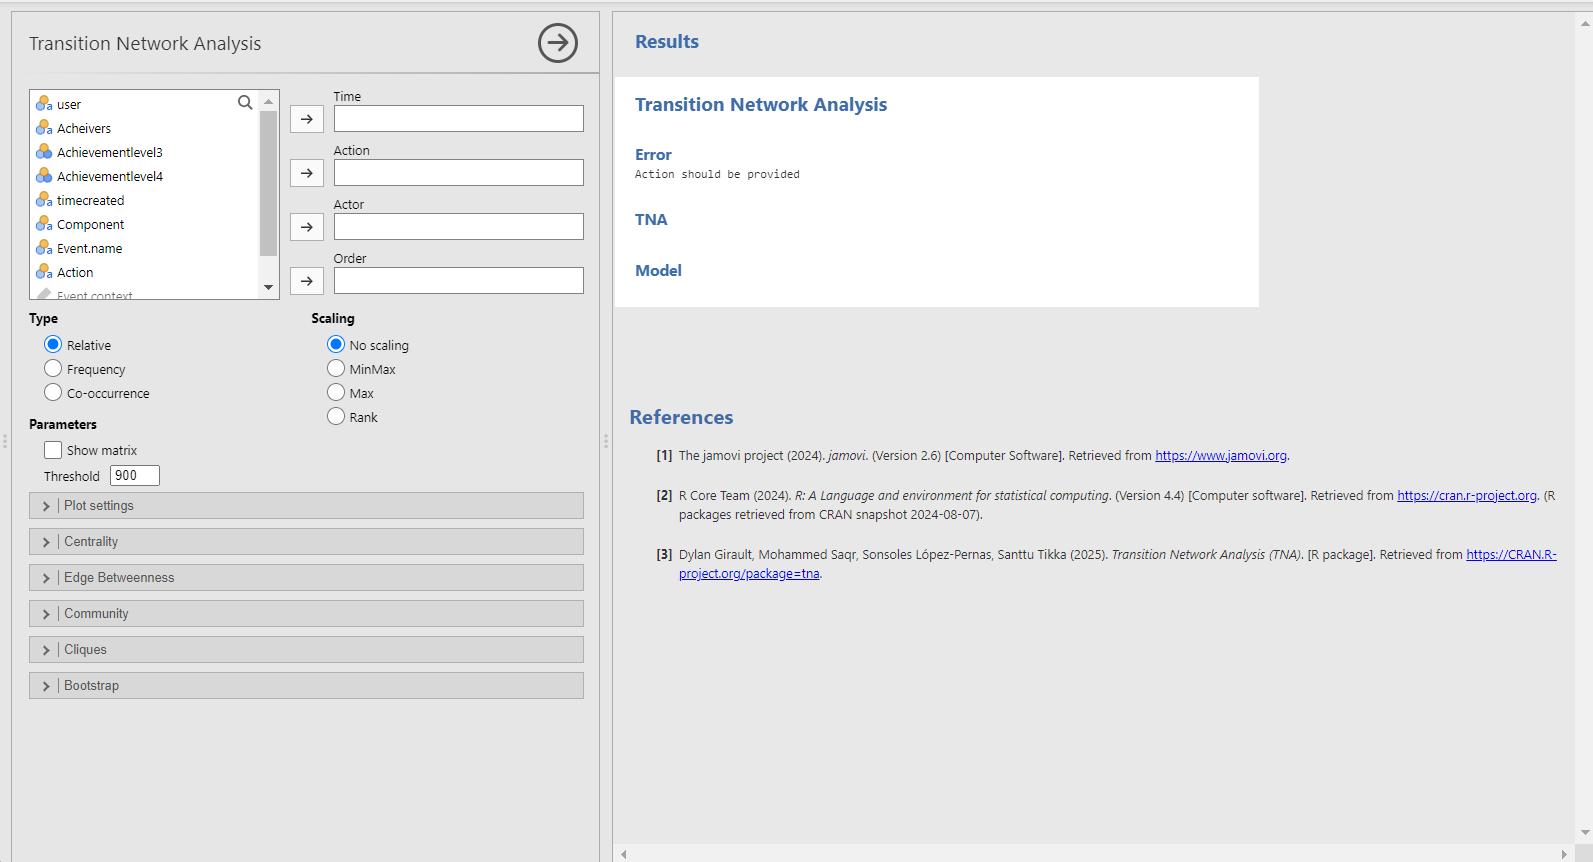 Transition Network Analysis
user
Acheivers
Achievementlevel3
Achievementlevel4
timecreated
Component
Event.name
Action
Event context
Time
Action
Actor
Order
Type
Relative
Frequency
Co-occurrence
Scaling
No scaling
MinMax
Max
Rank
Parameters
Show matrix
Threshold 900
Plot settings
Centrality
Edge Betweenness
Community
Cliques
Bootstrap
Results
Transition Network Analysis
Error
Action should be provided
TNA
Model
References
[1] The jamovi project (2024). jamovi. (Version 2.6) [Computer Software]. Retrieved from https://www.jamovi.org.
[2] R Core Team (2024). R: A Language and environment for statistical computing. (Version 4.4) [Computer software]. Retrieved from https://cran.r-project.org. (R
packages retrieved from CRAN snapshot 2024-08-07).
[3] Dylan Girault, Mohammed Saqr, Sonsoles López-Pernas, Santtu Tikka (2025). Transition Network Analysis (TNA). [R package]. Retrieved from https://CRAN.R-
project.org/package=tna.